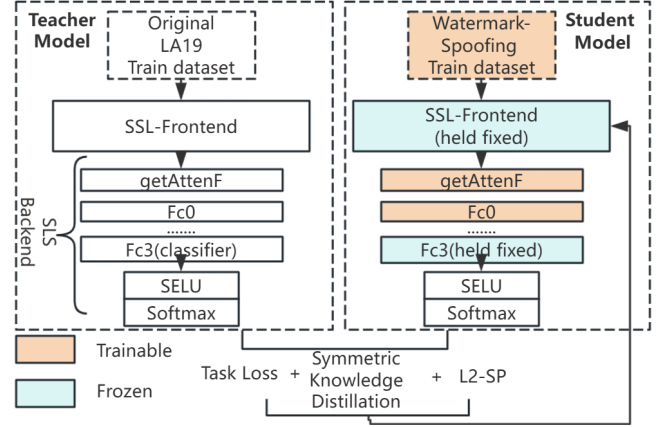 Teacher
Model
Original
LA19
Train dataset
SSL-Frontend
getAttenF
Fc0
.......
Fc3(classifier)
SELU
Softmax
SLS
Backend
Watermark-
Spoofing
Train dataset
Student
Model
SSL-Frontend
(held fixed)
getAttenF
Fc0
.......
Fc3(held fixed)
SELU
Softmax
Trainable
Frozen
Task Loss + Symmetric
Knowledge
Distillation
+ L2-SP